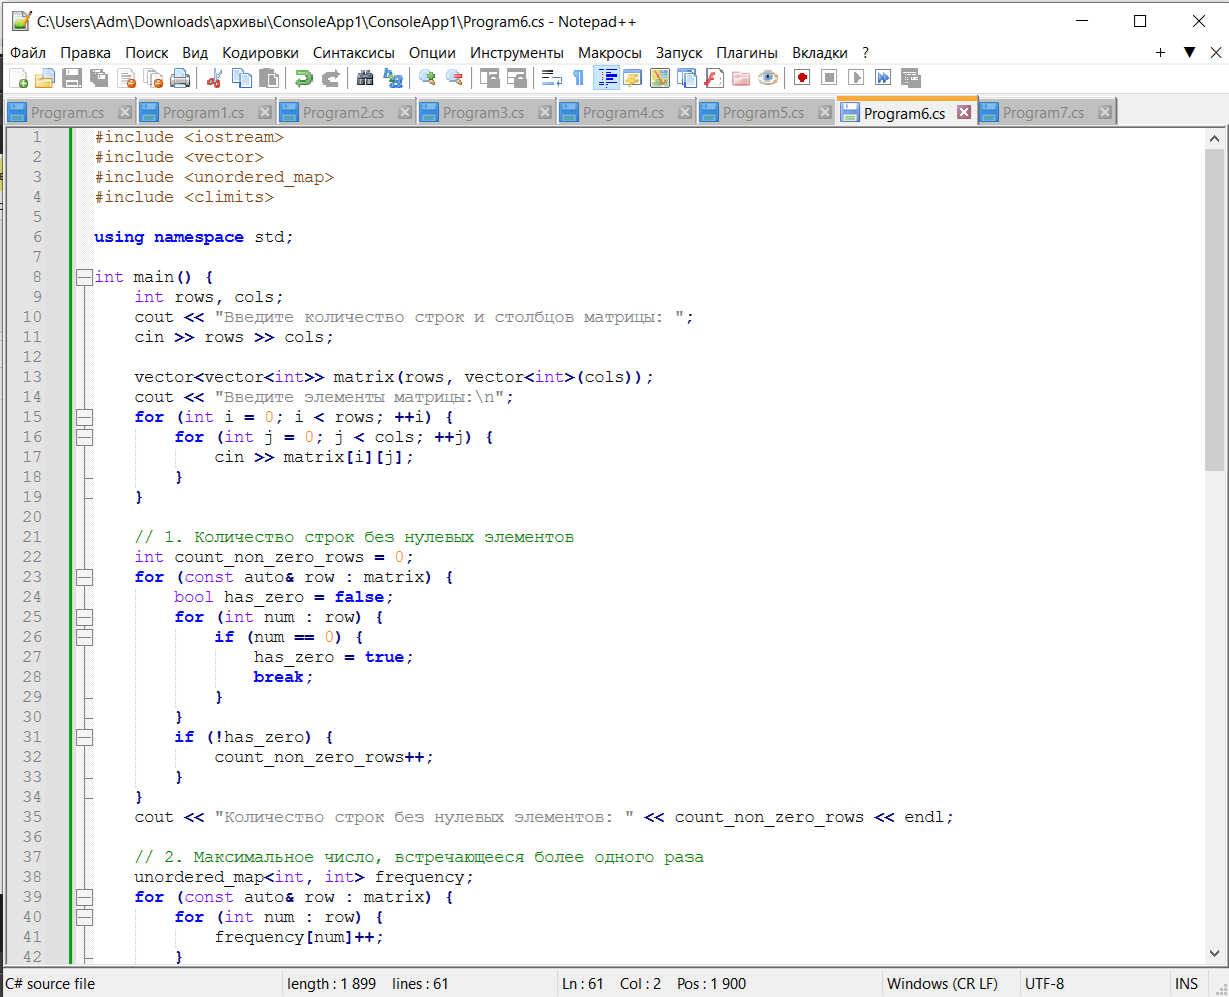 C:\Users\Adm\Downloads\архивы\ConsoleApp1\ConsoleApp1\Program6.cs - Notepad++
Файл Правка Поиск Вид Кодировки Синтаксисы Опции Инструменты Макросы Запуск Плагины Вкладки ?
Program.cs Program1.cs Program2.cs Program3.cs Program4.cs Program5.cs Program6.cs Program7.cs
1 #include <iostream>
2 #include <vector>
3 #include <unordered_map>
4 #include <climits>
5
6 using namespace std;
7
8 int main() {
9     int rows, cols;
10     cout << "Введите количество строк и столбцов матрицы: ";
11     cin >> rows >> cols;
12
13     vector<vector<int>> matrix(rows, vector<int>(cols));
14     cout << "Введите элементы матрицы:\n";
15     for (int i = 0; i < rows; ++i) {
16         for (int j = 0; j < cols; ++j) {
17             cin >> matrix[i][j];
18         }
19     }
20
21     // 1. Количество строк без нулевых элементов
22     int count_non_zero_rows = 0;
23     for (const auto& row : matrix) {
24         bool has_zero = false;
25         for (int num : row) {
26             if (num == 0) {
27                 has_zero = true;
28                 break;
29             }
30         }
31         if (!has_zero) {
32             count_non_zero_rows++;
33         }
34     }
35     cout << "Количество строк без нулевых элементов: " << count_non_zero_rows << endl;
36
37     // 2. Максимальное число, встречающееся более одного раза
38     unordered_map<int, int> frequency;
39     for (const auto& row : matrix) {
40         for (int num : row) {
41             frequency[num]++;
42         }
C# source file length : 1 899 lines : 61 Ln : 61 Col : 2 Pos : 1 900 Windows (CR LF) UTF-8 INS